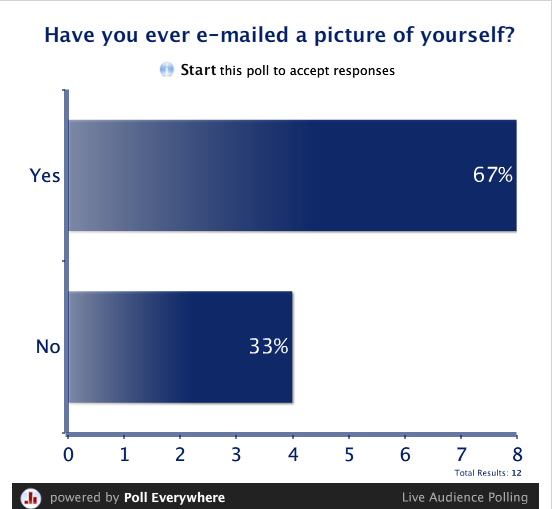 Have you ever e-mailed a picture of yourself?
Start this poll to accept responses
Yes
67%
No
33%
0 1 2 3 4 5 6 7 8
Total Results: 12
powered by Poll Everywhere
Live Audience Polling